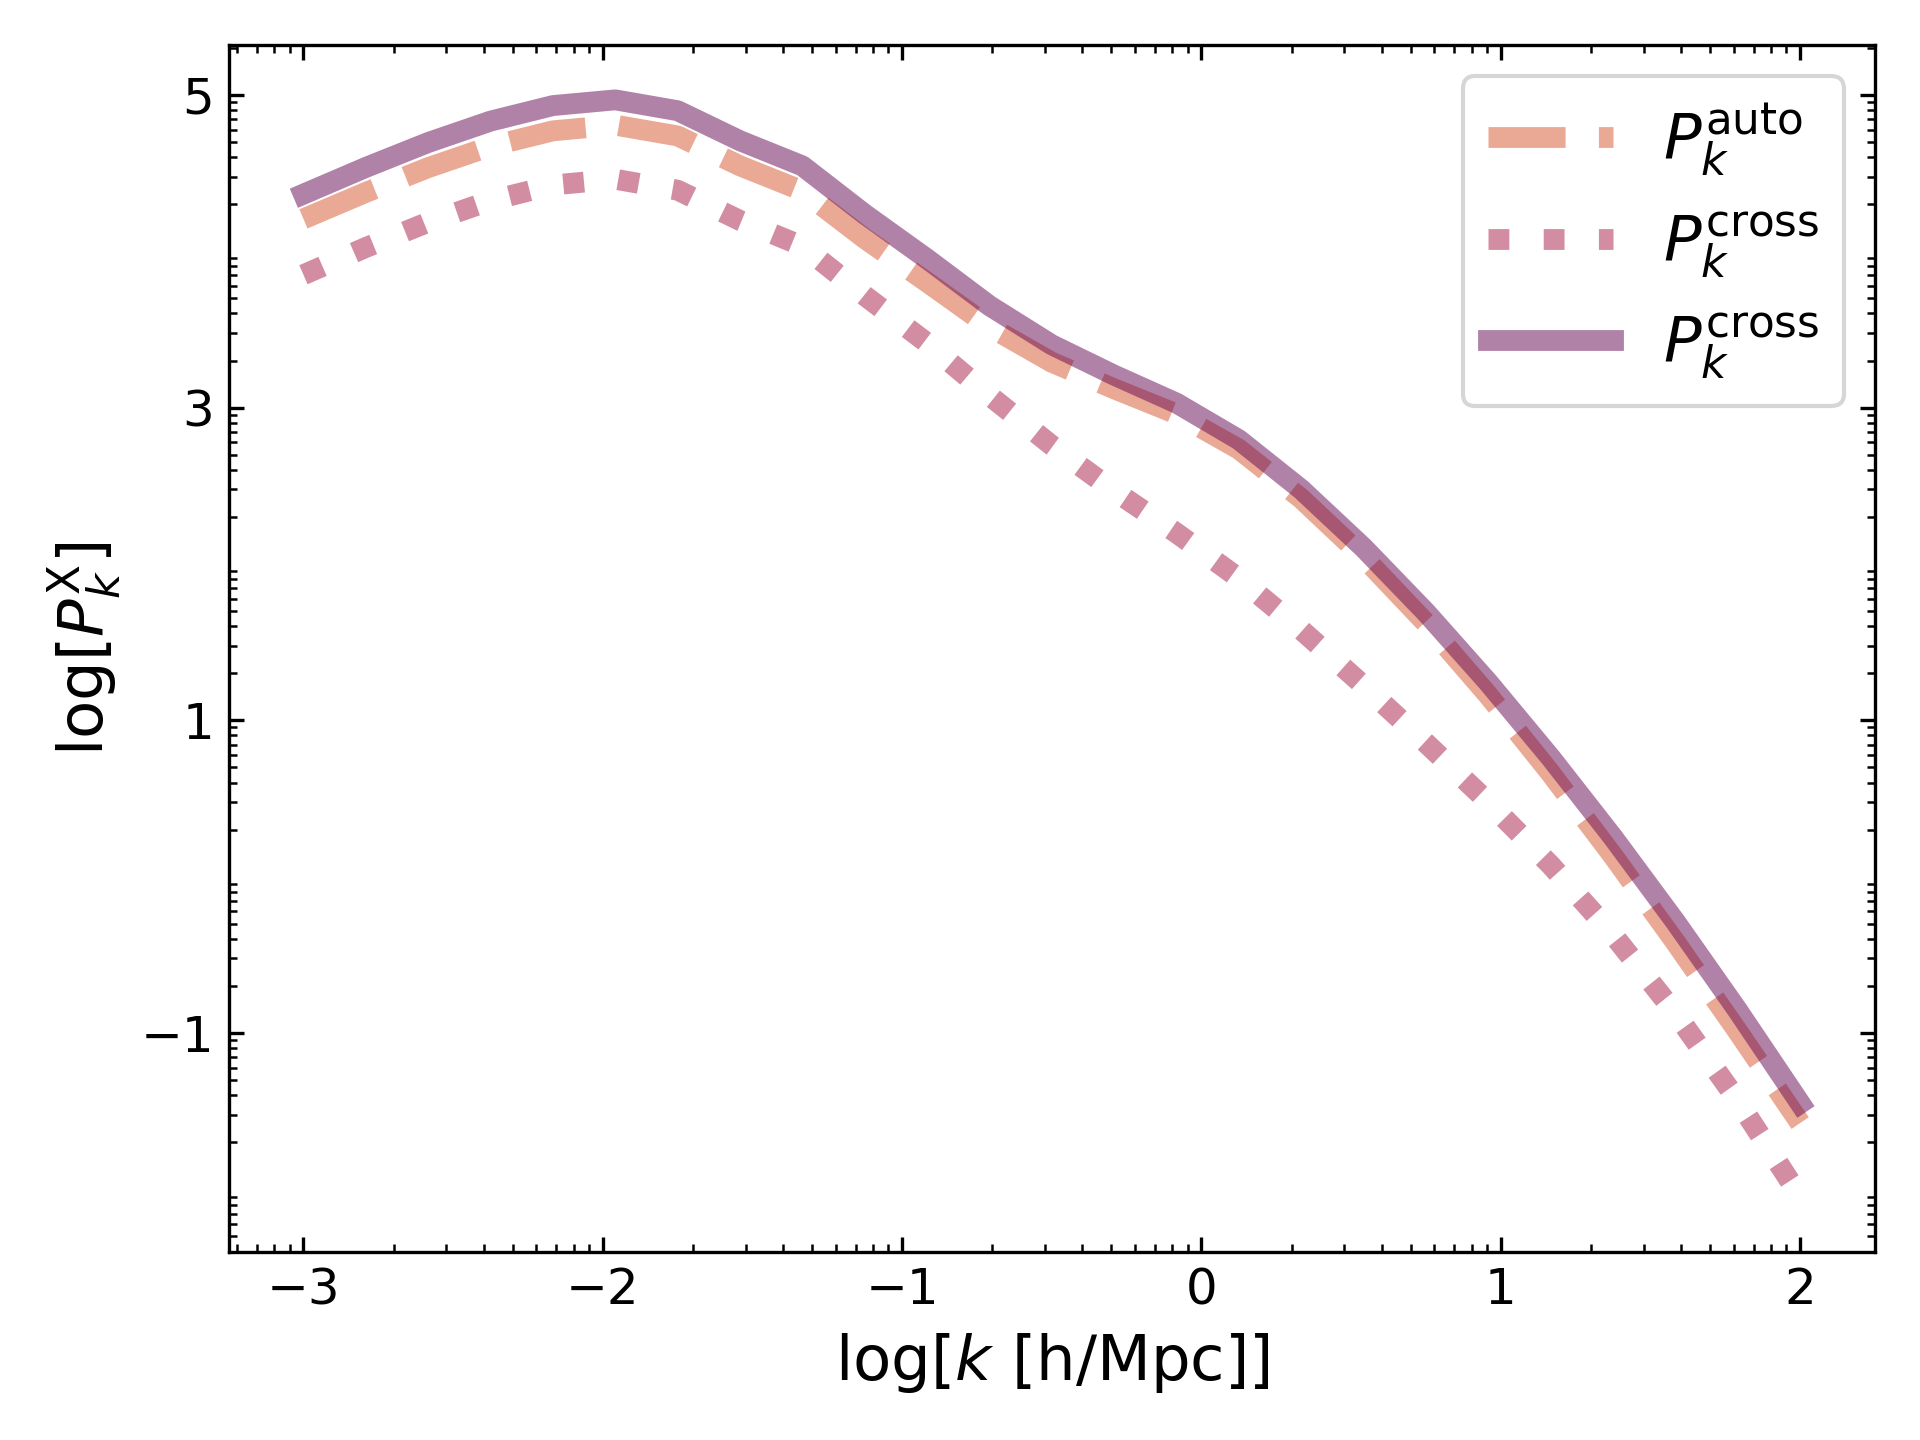 P_k^auto
P_k^cross
P_k^cross
log[P_k^X]
5
3
1
−1
−3 −2 −1 0 1 2
log[k [h/Mpc]]